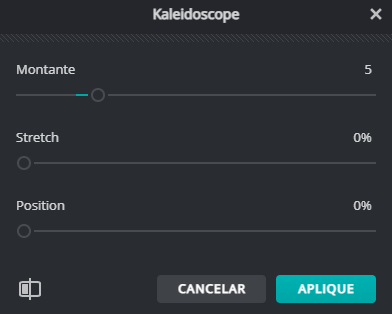 Kaleidoscope
Montante 5
Stretch 0%
Position 0%
CANCELAR APLIQUE